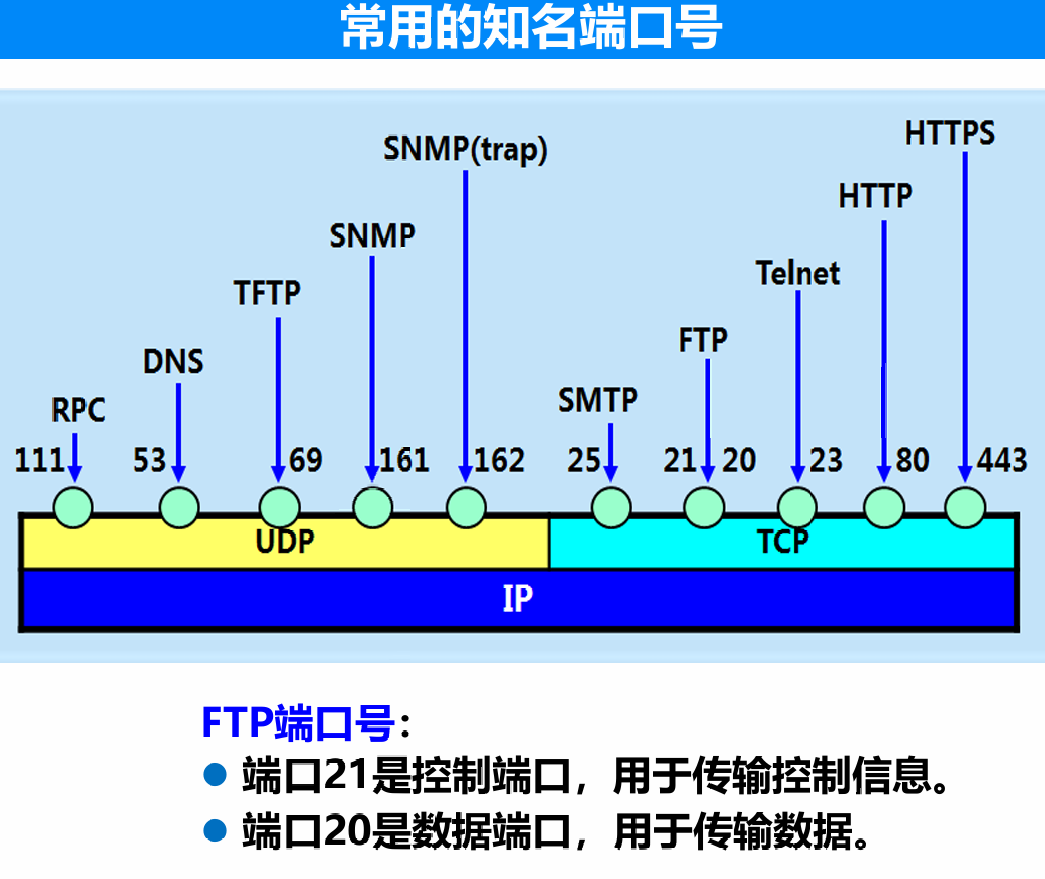 常用的知名端口号
HTTPS
SNMP(trap)
HTTP
SNMP
Telnet
TFTP
FTP
DNS
SMTP
RPC
111 53 69 161 162 25 21 20 23 80 443
UDP TCP
IP
FTP端口号：
● 端口21是控制端口，用于传输控制信息。
● 端口20是数据端口，用于传输数据。